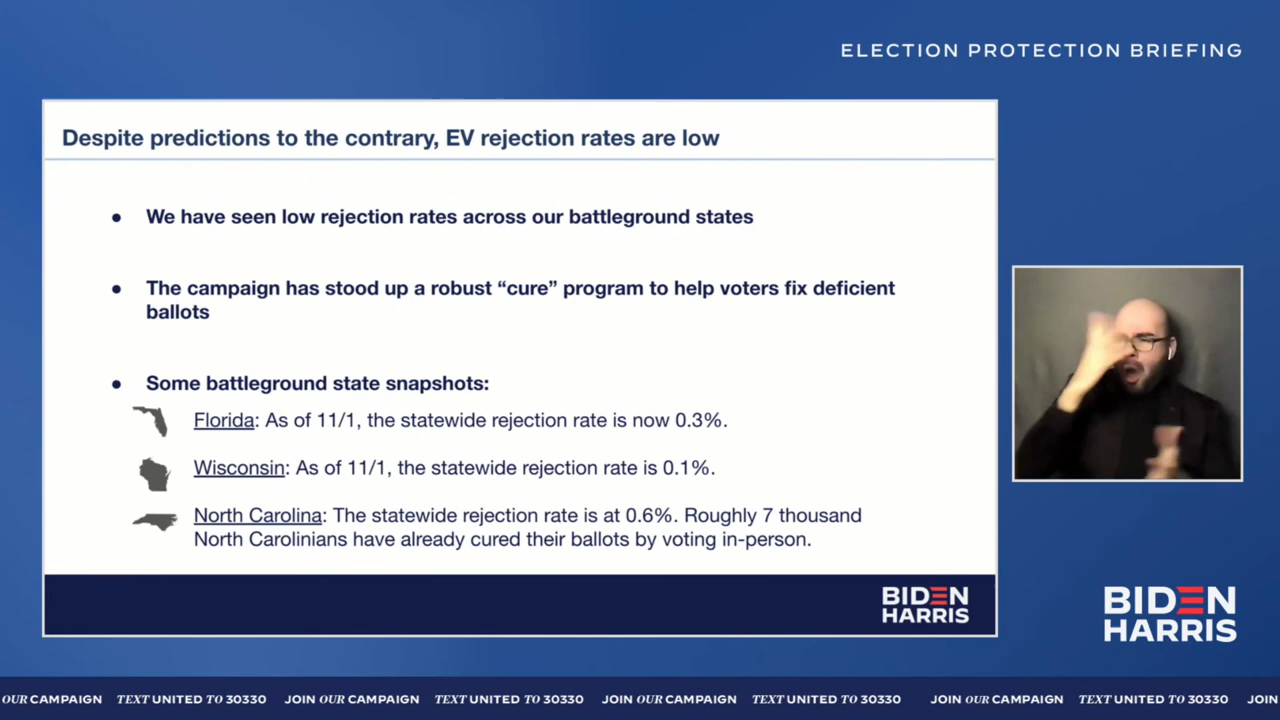 ELECTION PROTECTION BRIEFING
Despite predictions to the contrary, EV rejection rates are low
● We have seen low rejection rates across our battleground states
● The campaign has stood up a robust “cure” program to help voters fix deficient
ballots
● Some battleground state snapshots:
Florida: As of 11/1, the statewide rejection rate is now 0.3%.
Wisconsin: As of 11/1, the statewide rejection rate is 0.1%.
North Carolina: The statewide rejection rate is at 0.6%. Roughly 7 thousand
North Carolinians have already cured their ballots by voting in-person.
BIDEN
HARRIS
BIDEN
HARRIS
OUR CAMPAIGN TEXT UNITED TO 30330 JOIN OUR CAMPAIGN TEXT UNITED TO 30330 JOIN OUR CAMPAIGN TEXT UNITED TO 30330 JOIN OUR CAMPAIGN TEXT UNITED TO 30330 JOIN